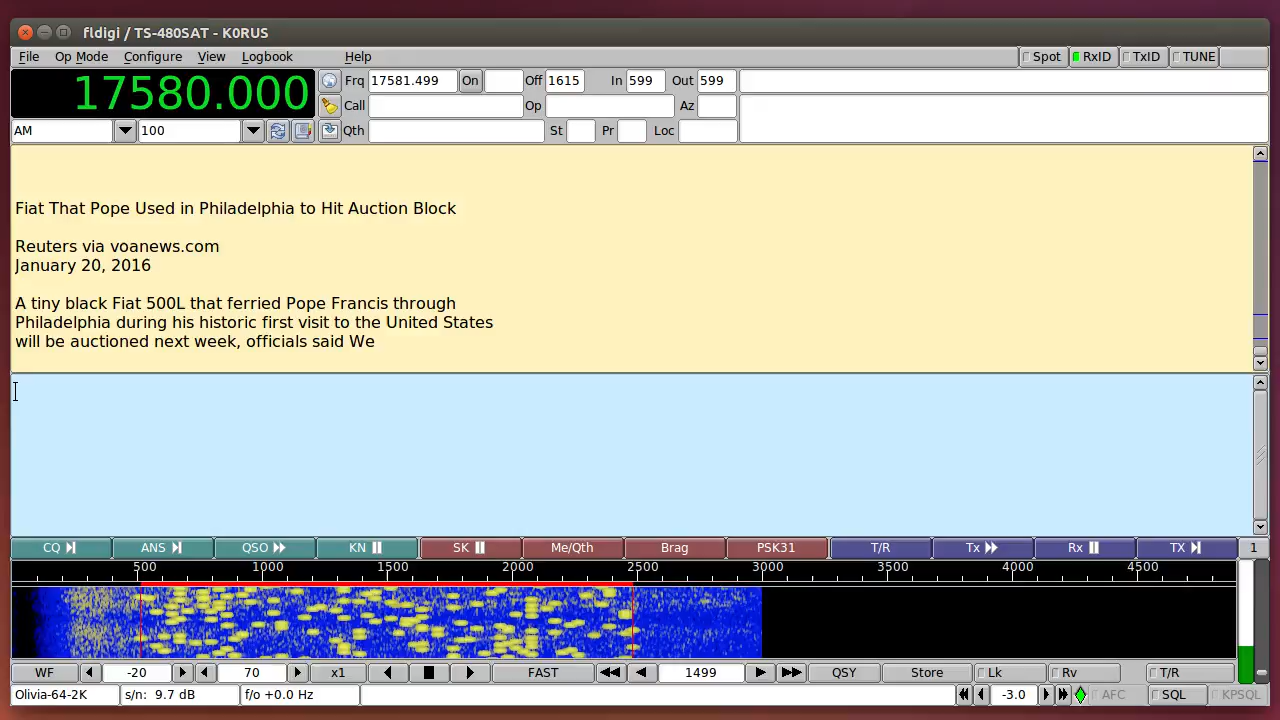 fldigi / TS-480SAT - K0RUS
File Op Mode Configure View Logbook Help Spot RxID TxID TUNE
17580.000 Frq 17581.499 On Off 1615 In 599 Out 599
Call Op Az
AM 100 Qth St Pr Loc
Fiat That Pope Used in Philadelphia to Hit Auction Block
Reuters via voanews.com
January 20, 2016
A tiny black Fiat 500L that ferried Pope Francis through
Philadelphia during his historic first visit to the United States
will be auctioned next week, officials said We
CQ ANS QSO KN SK Me/Qth Brag PSK31 T/R Tx Rx TX 1
500 1000 1500 2000 2500 3000 3500 4000 4500
WF -20 70 x1 FAST 1499 QSY Store Lk Rv T/R
Olivia-64-2K s/n: 9.7 dB f/o +0.0 Hz -3.0 AFC SQL KPSQL